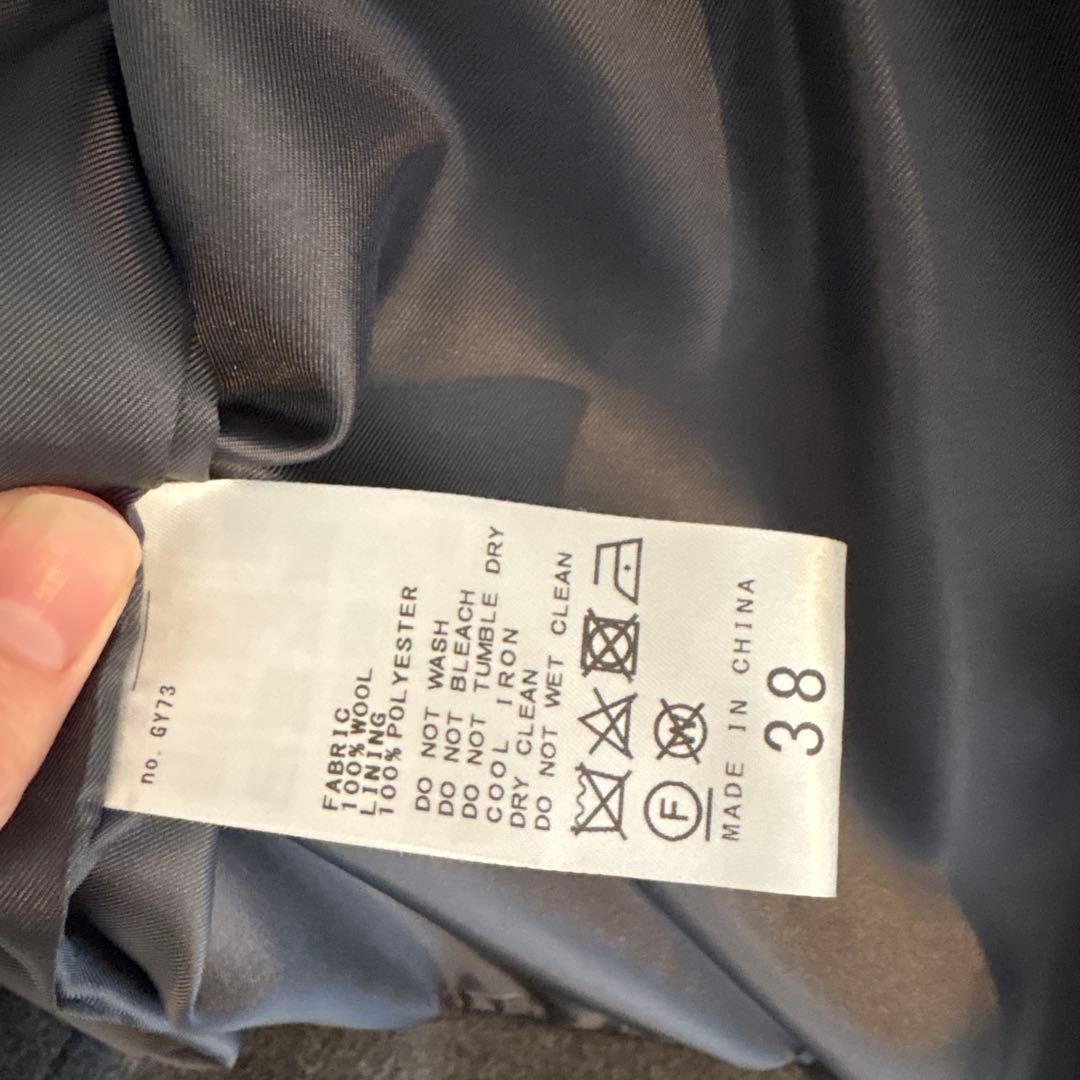 no. GY73
FABRIC
100%WOOL
LINING
100%POLYESTER
DO NOT WASH
DO NOT BLEACH
DO NOT TUMBLE DRY
COOL IRON
DRY CLEAN
DO NOT WET CLEAN
F W
MADE IN CHINA
38